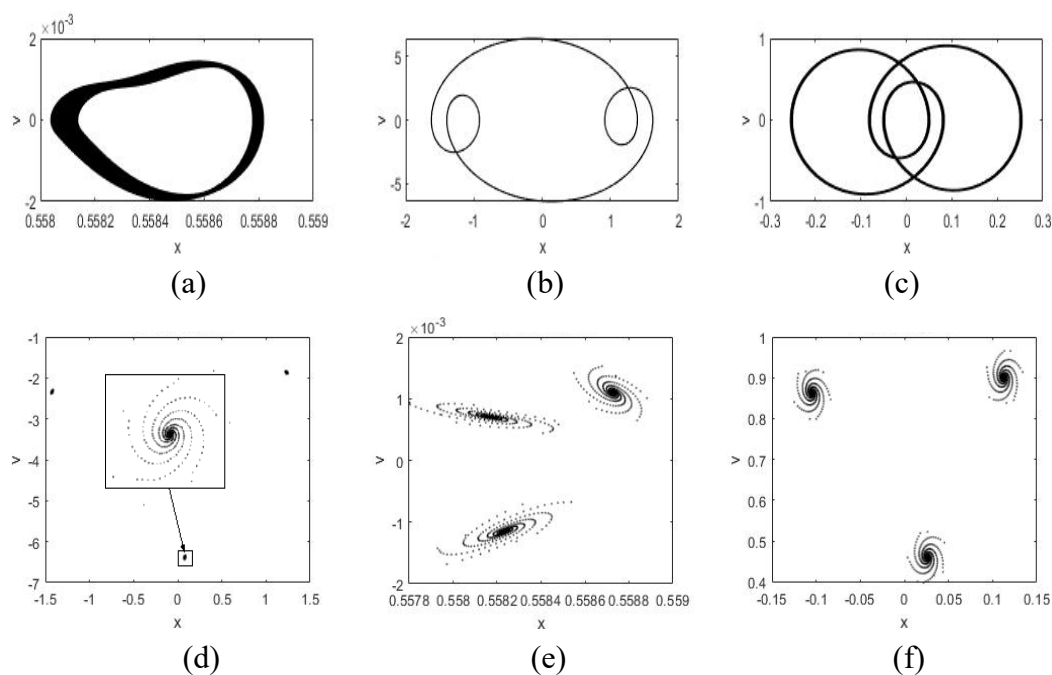 ×10⁻³
2
0
-2
v
0.558 0.5582 0.5584 0.5586 0.5588 0.559
x
(a)
5
0
-5
v
-2 -1 0 1 2
x
(b)
1
0
-1
v
-0.3 -0.2 -0.1 0 0.1 0.2 0.3
x
(c)
-1
-2
-3
-4
-5
-6
-7
v
-1.5 -1 -0.5 0 0.5 1 1.5
x
(d)
×10⁻³
2
1
0
-1
-2
v
0.5578 0.558 0.5582 0.5584 0.5586 0.5588 0.559
x
(e)
1
0.9
0.8
0.7
0.6
0.5
0.4
v
-0.15 -0.1 -0.05 0 0.05 0.1 0.15
x
(f)